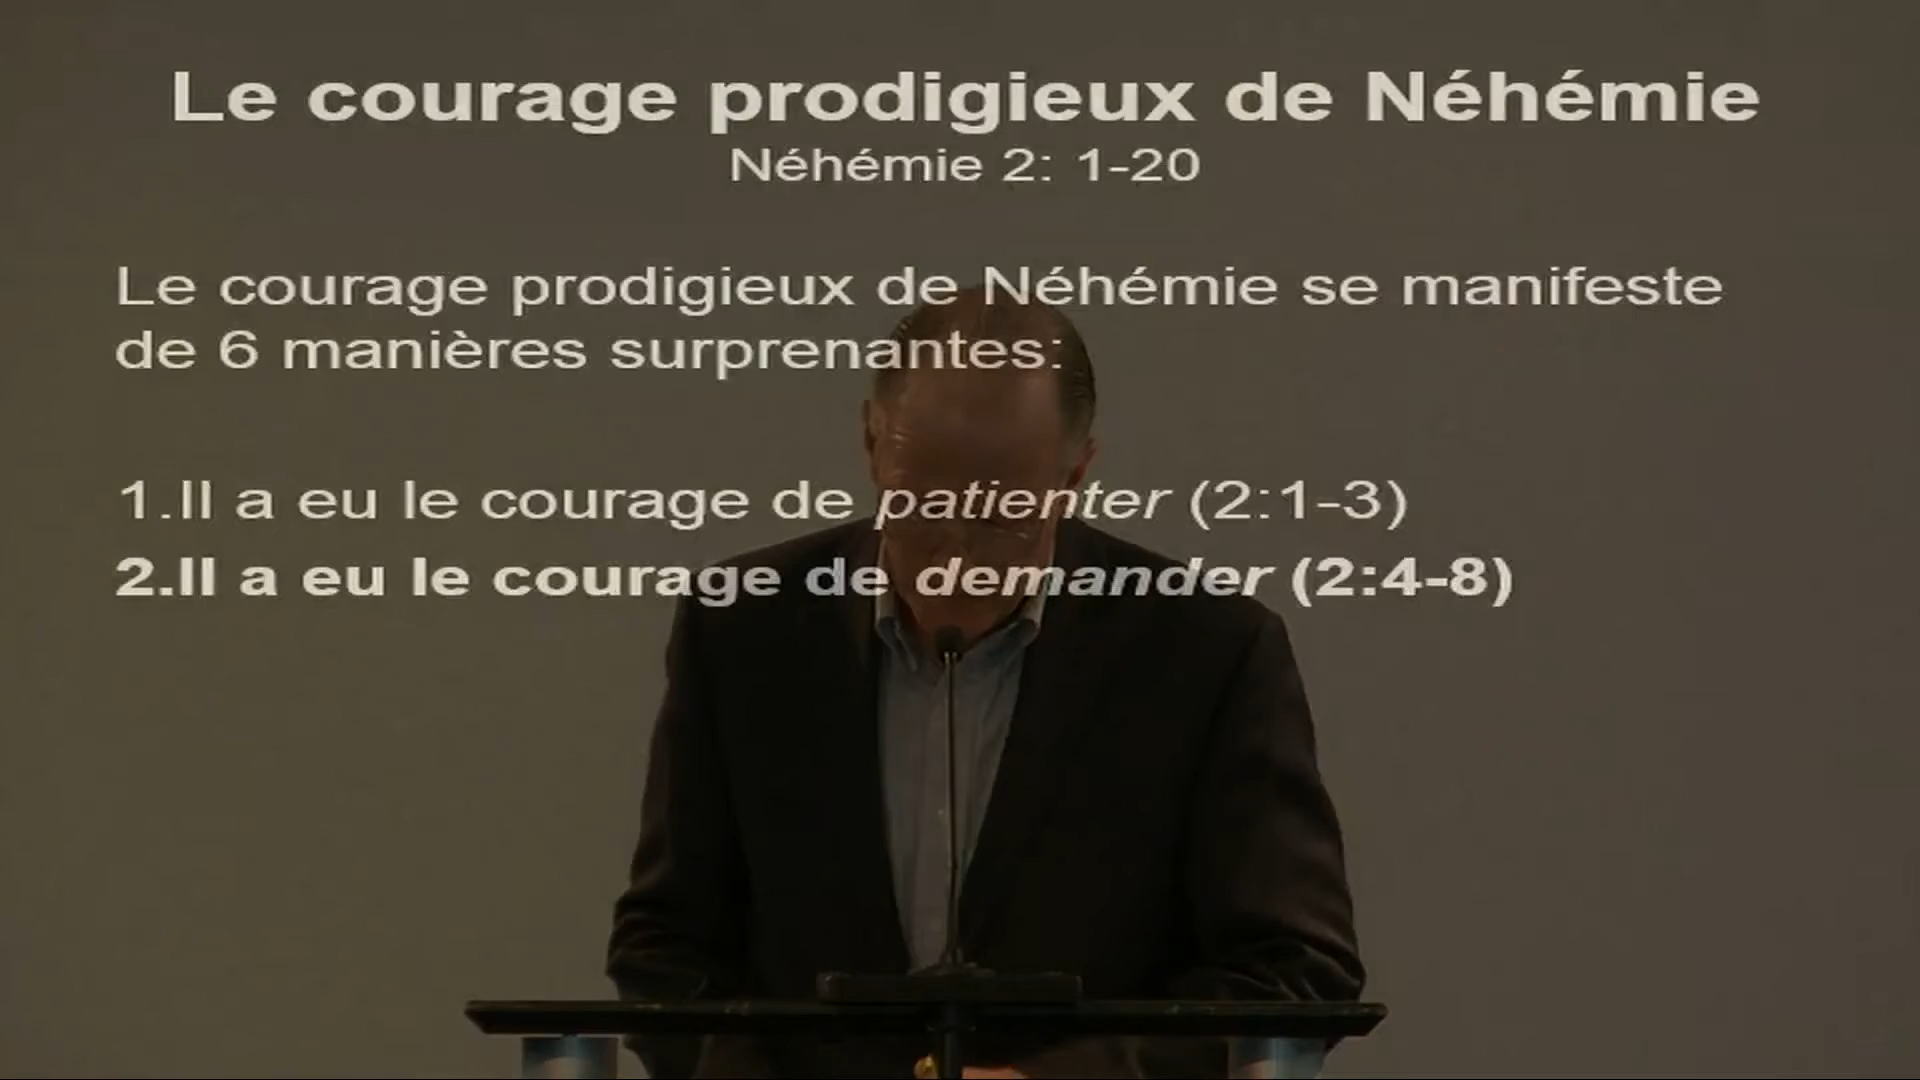 Le courage prodigieux de Néhémie
Néhémie 2: 1-20
Le courage prodigieux de Néhémie se manifeste
de 6 manières surprenantes:
1.Il a eu le courage de patienter (2:1-3)
2.Il a eu le courage de demander (2:4-8)